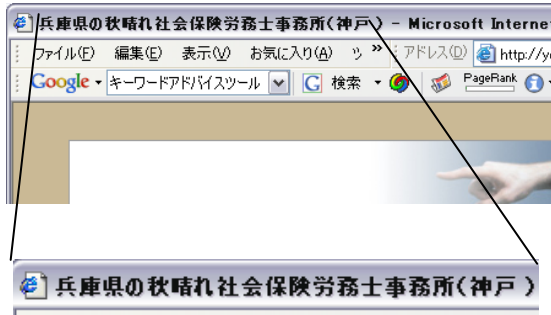 兵庫県の秋晴れ社会保険労務士事務所(神戸) - Microsoft Interne
ファイル(F) 編集(E) 表示(V) お気に入り(A) ツ » アドレス(D) http://y
Google キーワードアドバイスツール G 検索 PageRank
兵庫県の秋晴れ社会保険労務士事務所(神戸 )